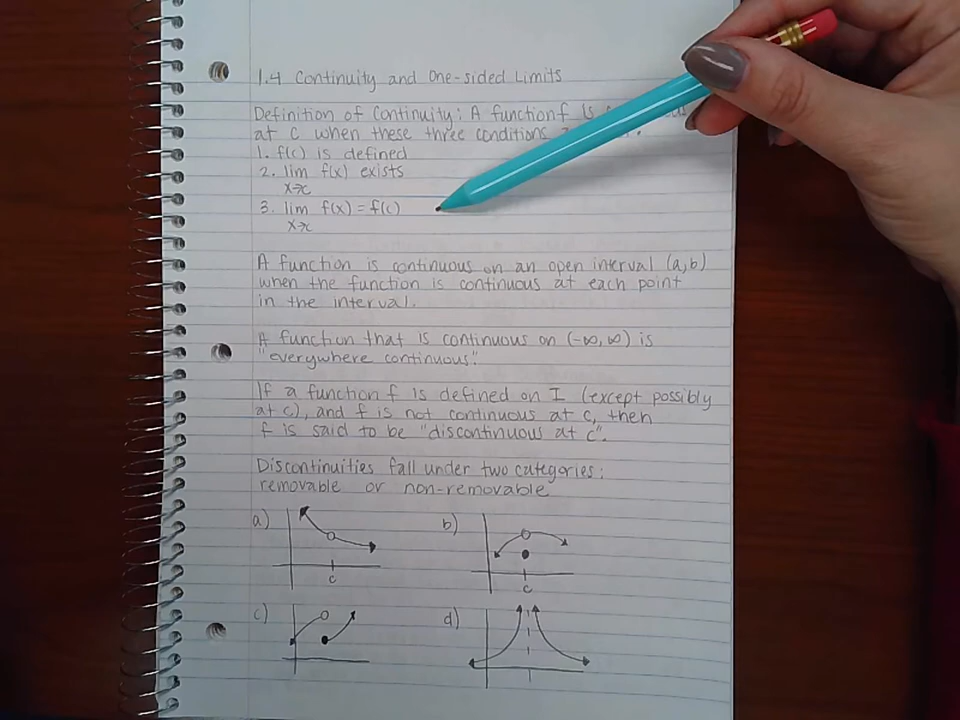 1.4 Continuity and One-sided Limits
Definition of Continuity: A function f is
at c when these three conditions
1. f(c) is defined
2. lim f(x) exists
x→c
3. lim f(x) = f(c)
x→c
A function is continuous on an open interval (a,b)
when the function is continuous at each point
in the interval.
A function that is continuous on (-∞,∞) is
"everywhere continuous".
If a function f is defined on I (except possibly
at c), and f is not continuous at c, then
f is said to be "discontinuous at c".
Discontinuities fall under two categories:
removable or non-removable
a) b)
c c
c) d)